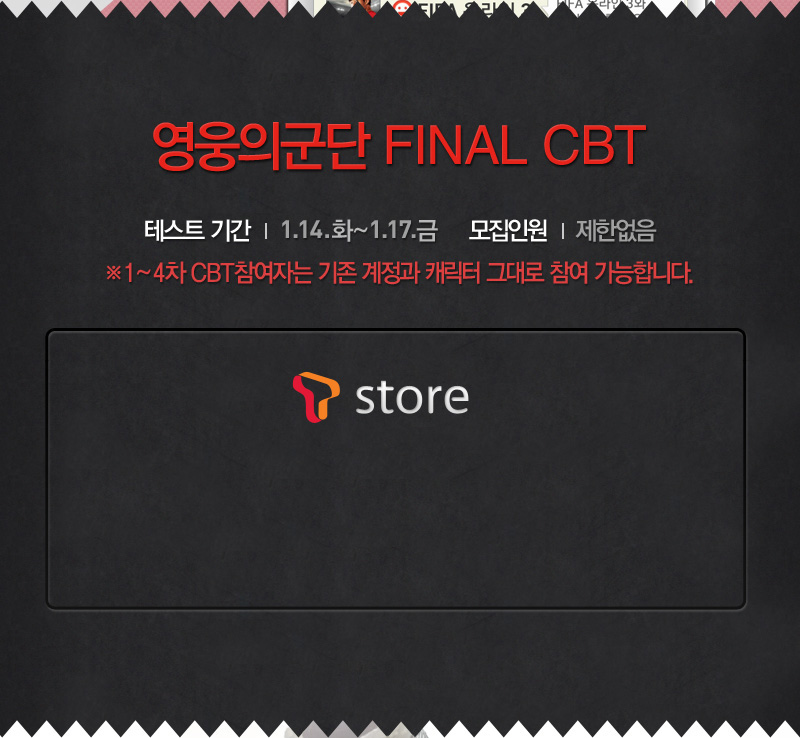 영웅의군단 FINAL CBT
테스트 기간 | 1.14.화~1.17.금 모집인원 | 제한없음
※1~4차 CBT참여자는 기존 계정과 캐릭터 그대로 참여 가능합니다.
store